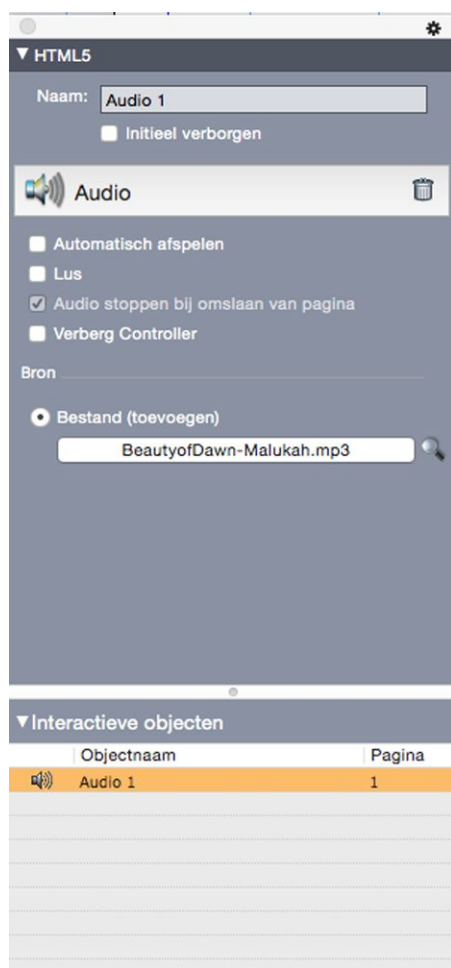 HTML5
Naam: Audio 1
Initieel verborgen
Audio
Automatisch afspelen
Lus
Audio stoppen bij omslaan van pagina
Verberg Controller
Bron
Bestand (toevoegen)
BeautyofDawn-Malukah.mp3
Interactieve objecten
Objectnaam Pagina
Audio 1 1